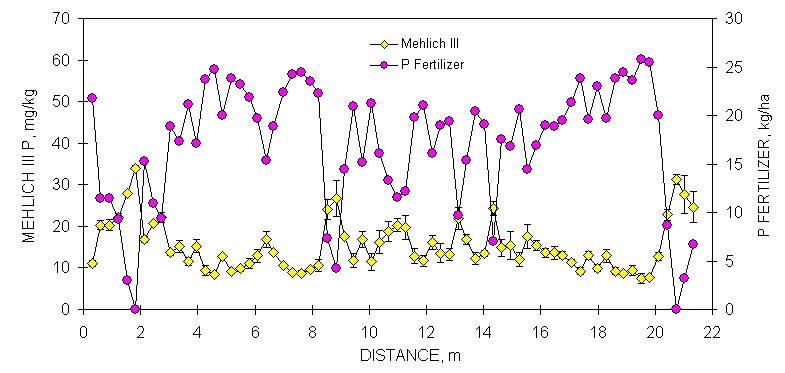 Mehlich III
P Fertilizer
MEHLICH III P, mg/kg
70
60
50
40
30
20
10
0
P FERTILIZER, kg/ha
30
25
20
15
10
5
0
0 2 4 6 8 10 12 14 16 18 20 22
DISTANCE, m